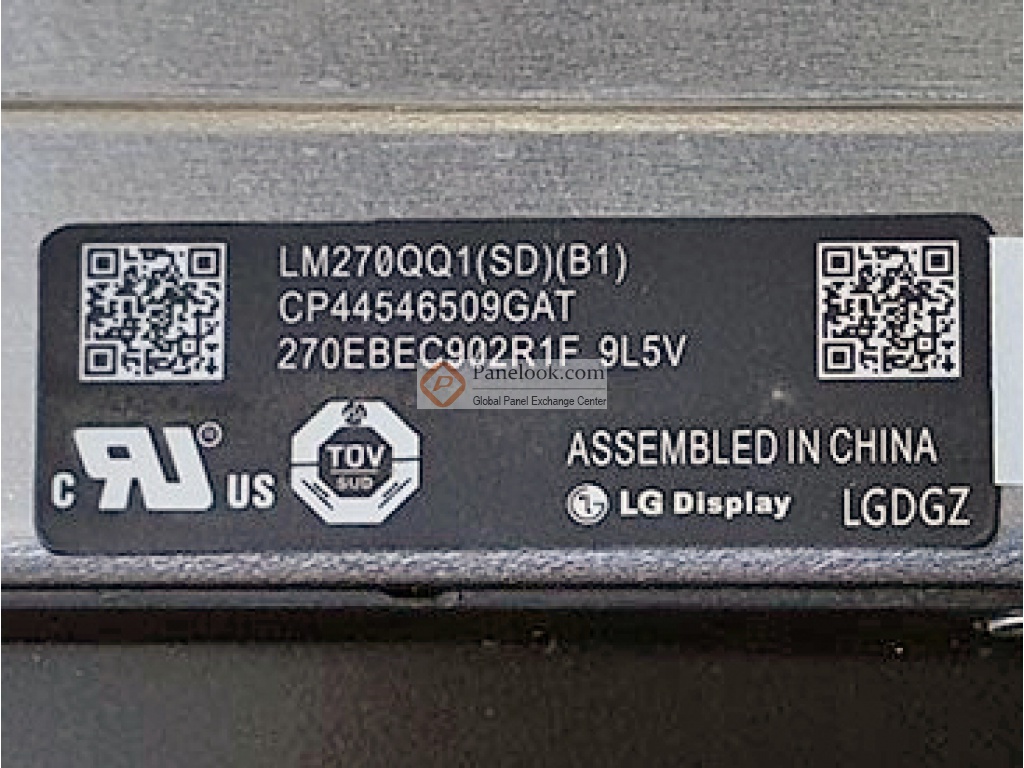 LM270QQ1(SD)(B1)
CP44546509GAT
270EBEC902R1F 9L5V
Panelook.com
Global Panel Exchange Center
C US
TÜV
SUD
ASSEMBLED IN CHINA
LG Display
LGDGZ